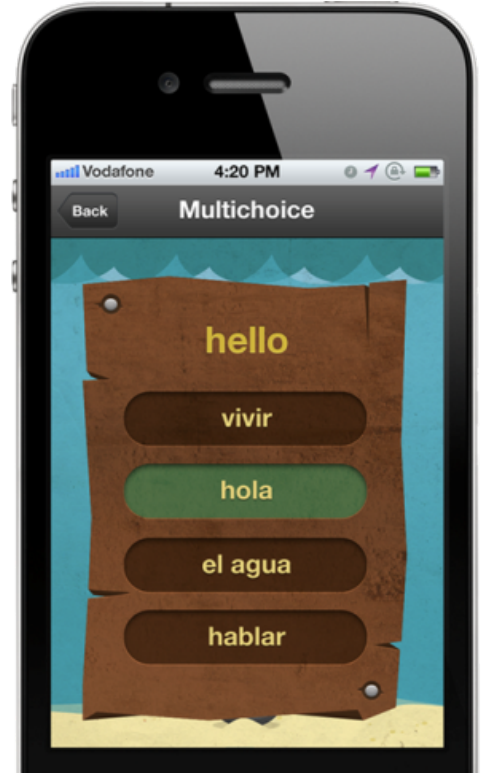 Vodafone 4:20 PM
Back Multichoice
hello
vivir
hola
el agua
hablar